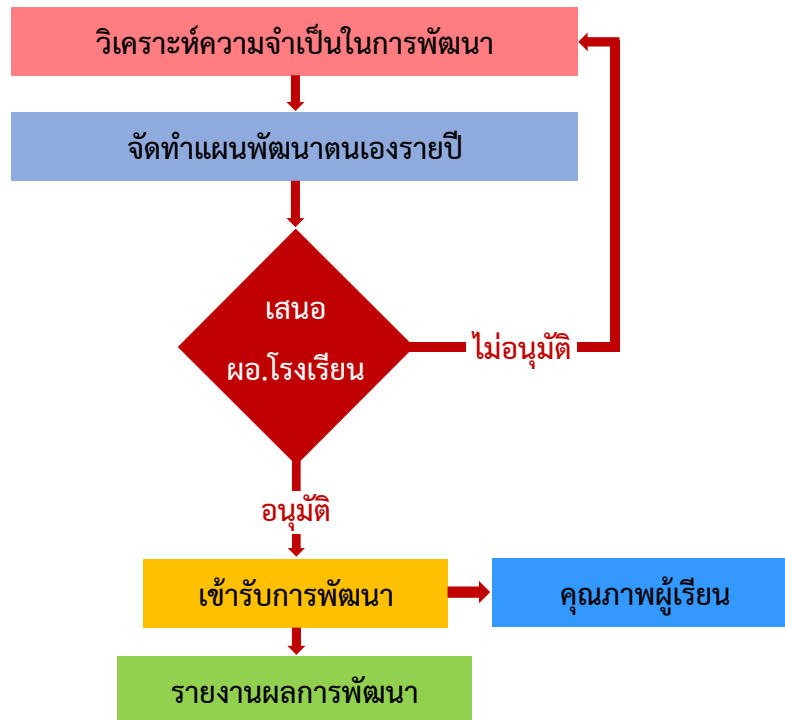 วิเคราะห์ความจำเป็นในการพัฒนา
จัดทำแผนพัฒนาตนเองรายปี
เสนอ
ผอ.โรงเรียน
ไม่อนุมัติ
อนุมัติ
เข้ารับการพัฒนา
คุณภาพผู้เรียน
รายงานผลการพัฒนา